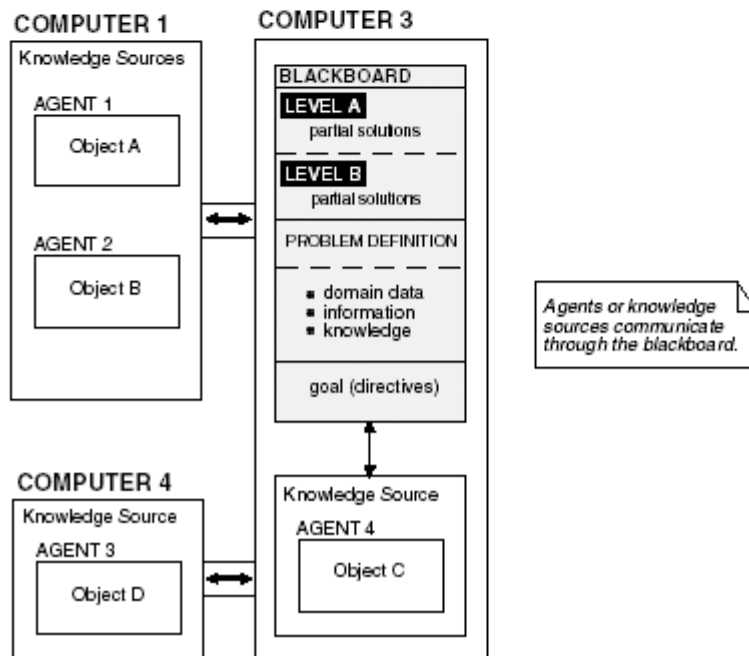 COMPUTER 1
Knowledge Sources
AGENT 1
Object A
AGENT 2
Object B
COMPUTER 3
BLACKBOARD
LEVEL A
partial solutions
LEVEL B
partial solutions
PROBLEM DEFINITION
▪ domain data
▪ information
▪ knowledge
goal (directives)
Agents or knowledge
sources communicate
through the blackboard.
COMPUTER 4
Knowledge Source
AGENT 3
Object D
Knowledge Source
AGENT 4
Object C